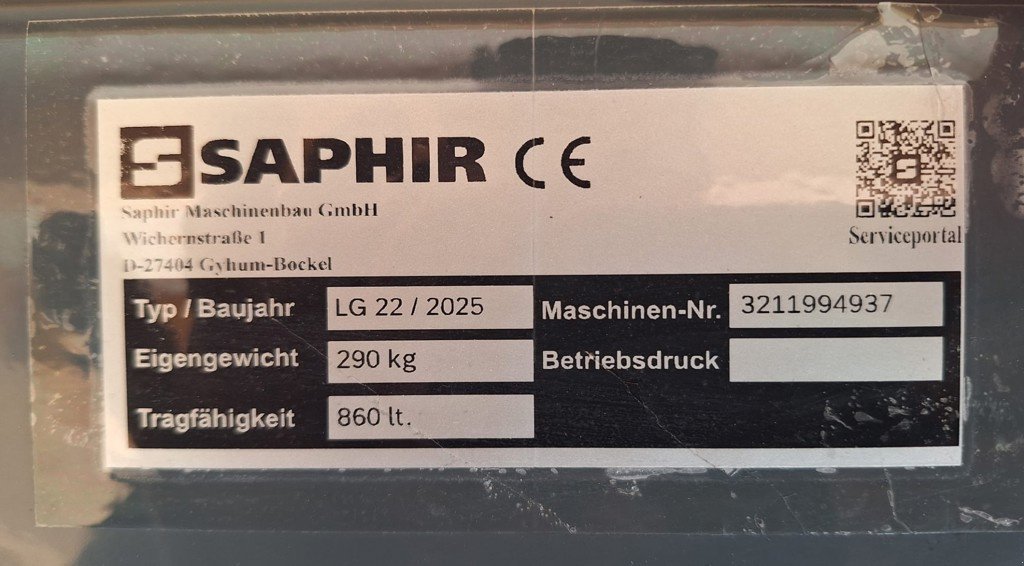 SAPHIR CE
Saphir Maschinenbau GmbH
Wichernstraße 1
D-27404 Gyhum-Bockel
Serviceportal
Typ / Baujahr LG 22 / 2025 Maschinen-Nr. 3211994937
Eigengewicht 290 kg Betriebsdruck
Tragfähigkeit 860 lt.